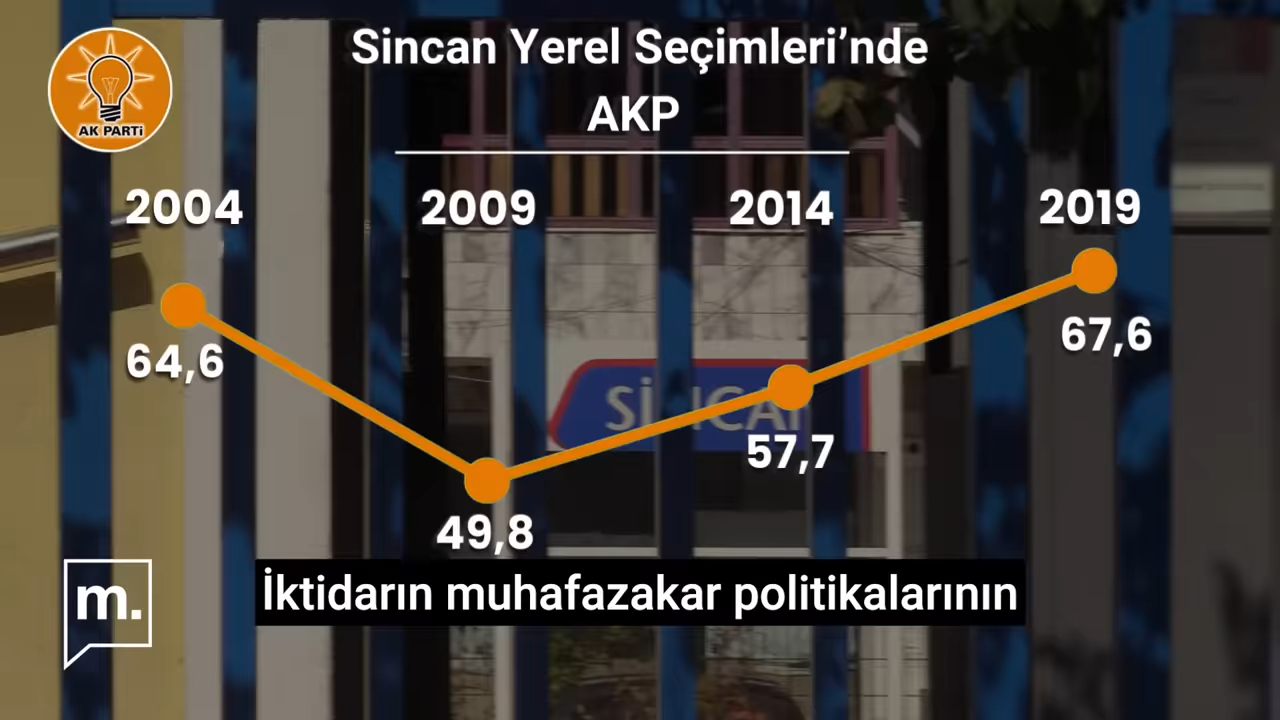 Sincan Yerel Seçimleri’nde
AKP
AK PARTi
2004
2009
2014
2019
64,6
49,8
57,7
67,6
SİNCAN
İktidarın muhafazakar politikalarının
m.